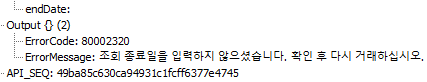 endDate:
Output {} (2)
ErrorCode: 80002320
ErrorMessage: 조회 종료일을 입력하지 않으셨습니다. 확인 후 다시 거래하십시오.
API_SEQ: 49ba85c630ca94931c1fcff6377e4745